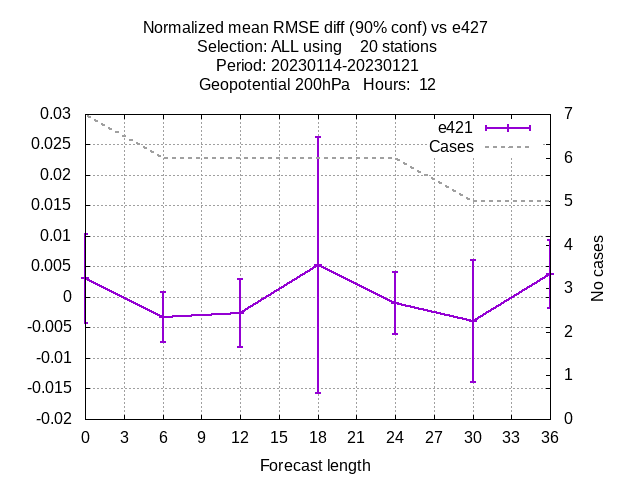 Normalized mean RMSE diff (90% conf) vs e427
Selection: ALL using    20 stations
Period: 20230114-20230121
Geopotential 200hPa   Hours:  12
0.03
0.025
0.02
0.015
0.01
0.005
0
-0.005
-0.01
-0.015
-0.02
e421
Cases
7
6
5
4
3
2
1
0
No cases
0 3 6 9 12 15 18 21 24 27 30 33 36
Forecast length